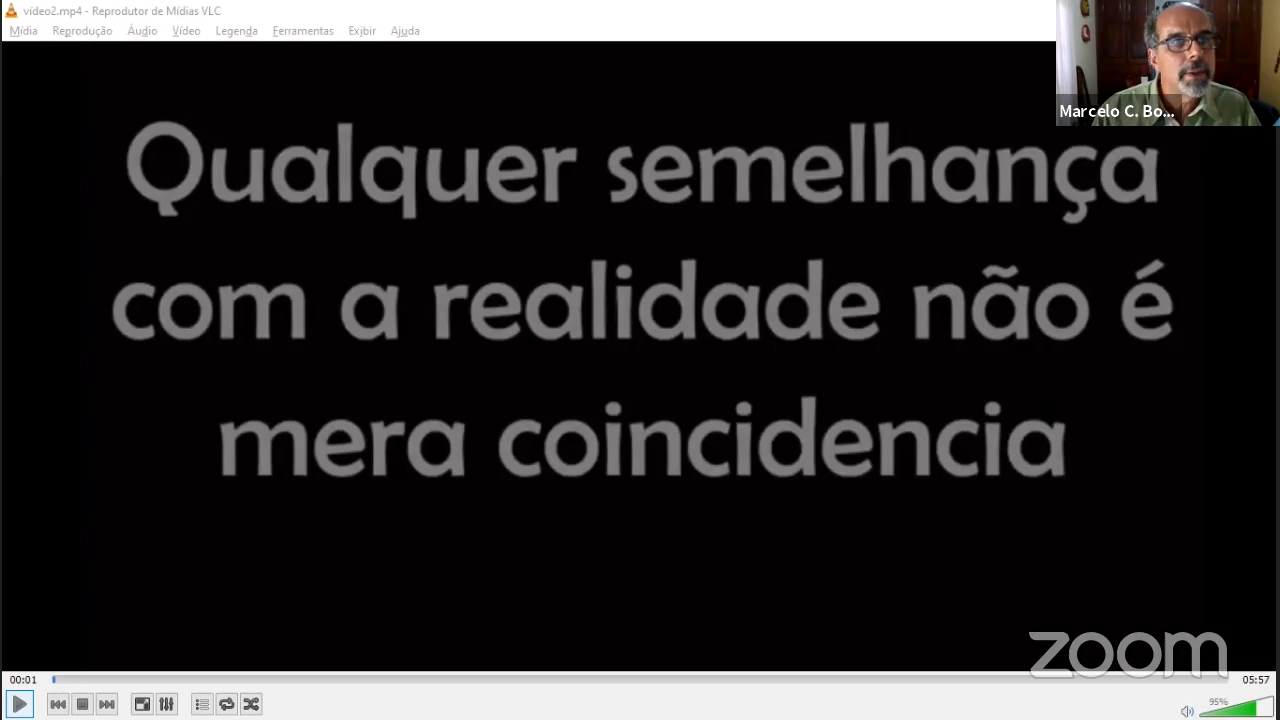 vídeo2.mp4 - Reprodutor de Mídias VLC
Mídia Reprodução Áudio Vídeo Legenda Ferramentas Exibir Ajuda
Marcelo C. Bo...
Qualquer semelhança
com a realidade não é
mera coincidencia
zoom
00:01
05:57
95%